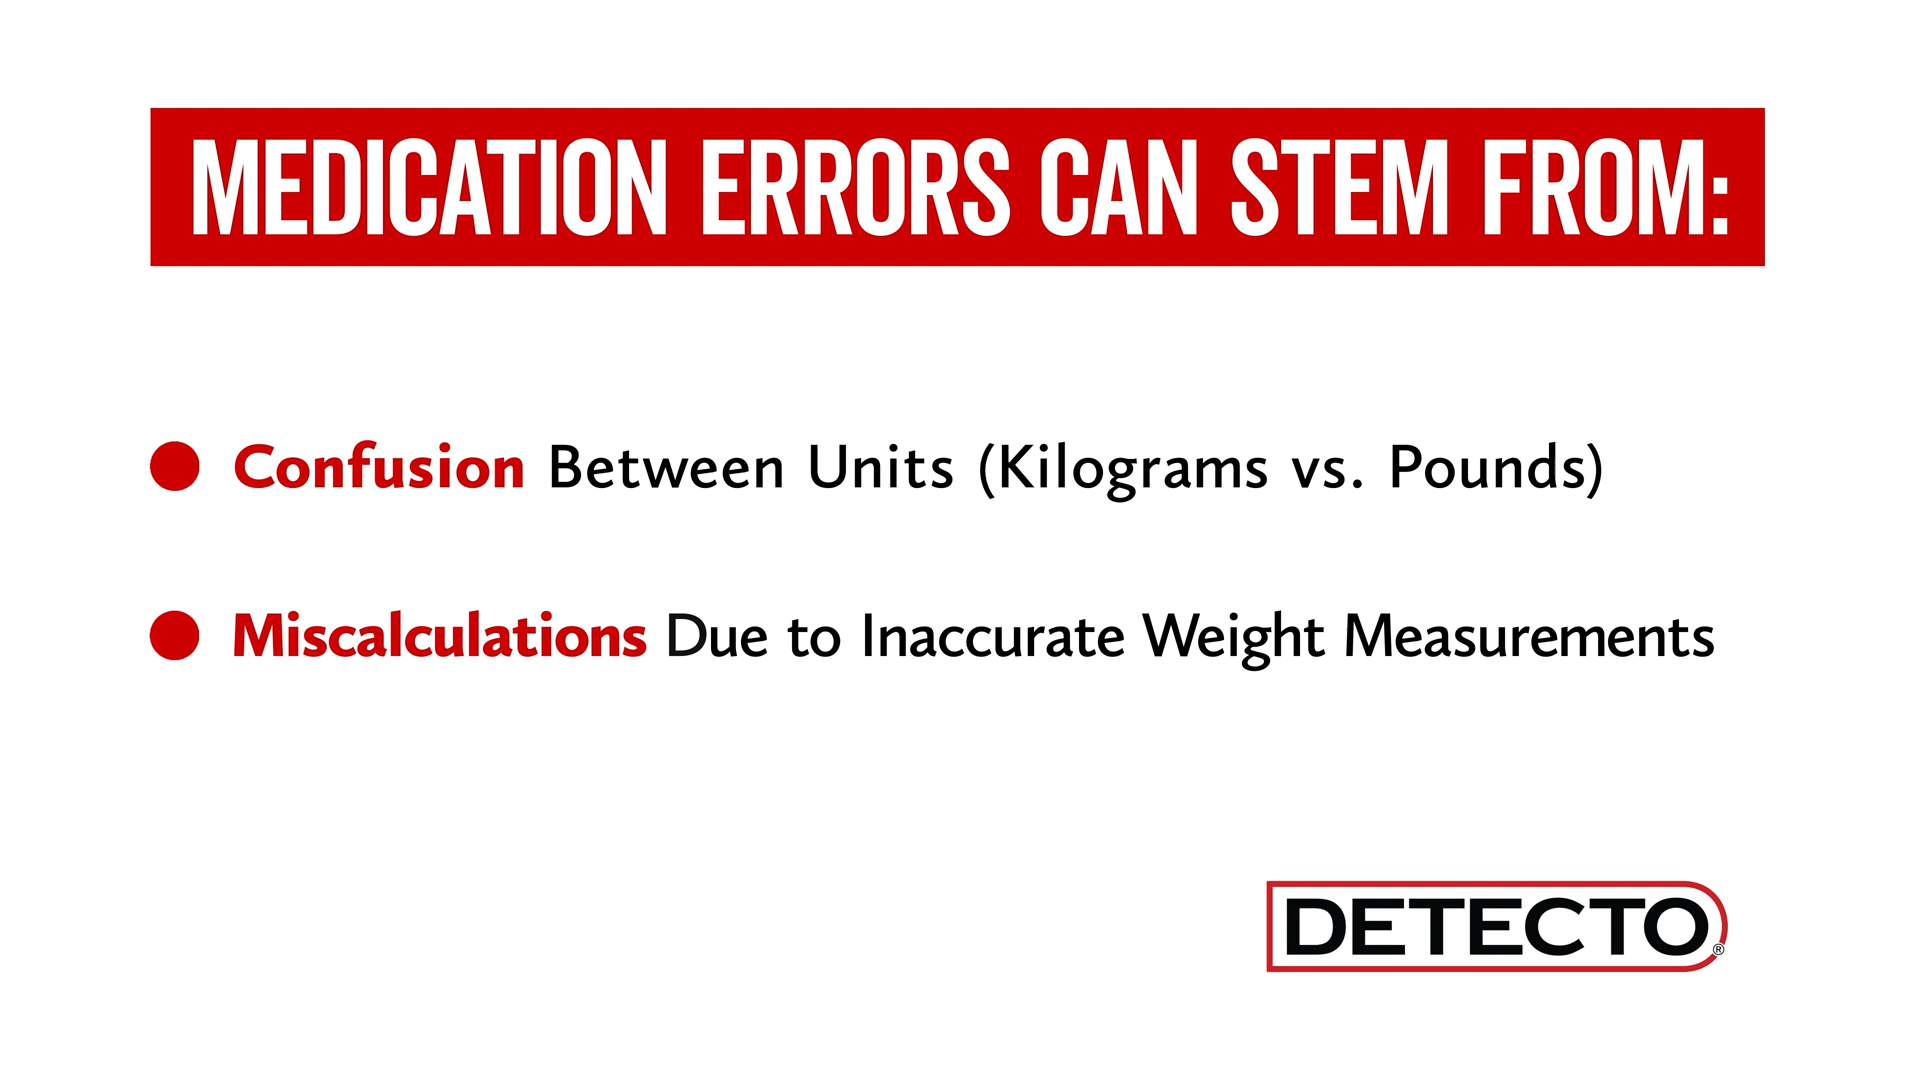 MEDICATION ERRORS CAN STEM FROM:
Confusion Between Units (Kilograms vs. Pounds)
Miscalculations Due to Inaccurate Weight Measurements
DETECTO®